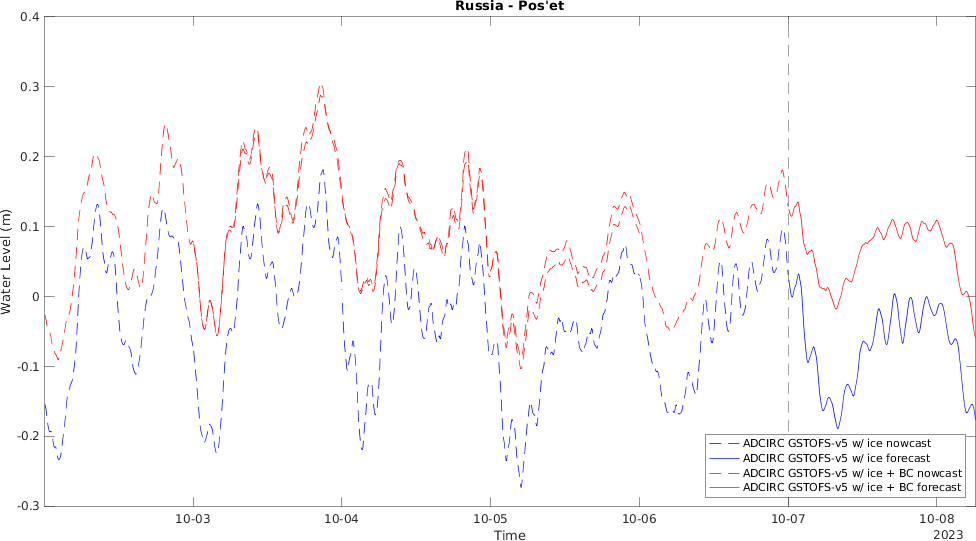 Russia - Pos'et
0.4
0.3
0.2
0.1
0
-0.1
-0.2
-0.3
Water Level (m)
10-03
10-04
10-05
10-06
10-07
10-08
Time
2023
ADCIRC GSTOFS-v5 w/ ice nowcast
ADCIRC GSTOFS-v5 w/ ice forecast
ADCIRC GSTOFS-v5 w/ ice + BC nowcast
ADCIRC GSTOFS-v5 w/ ice + BC forecast